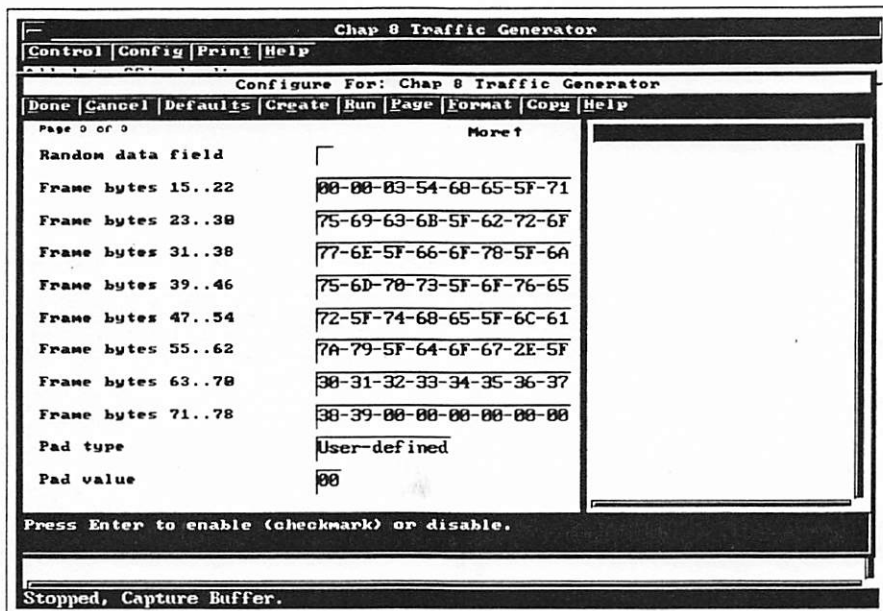 Chap 8 Traffic Generator
Control Config Print Help
Configure For: Chap 8 Traffic Generator
Done Cancel Defaults Create Run Page Format Copy Help
Page 3 of 3 More↑
Random data field
Frame bytes 15..22 00-00-03-54-68-65-5F-71
Frame bytes 23..30 75-69-63-6B-5F-62-72-6F
Frame bytes 31..38 77-6E-5F-66-6F-78-5F-6A
Frame bytes 39..46 75-6D-70-73-5F-6F-76-65
Frame bytes 47..54 72-5F-74-68-65-5F-6C-61
Frame bytes 55..62 7A-79-5F-64-6F-67-2E-5F
Frame bytes 63..70 30-31-32-33-34-35-36-37
Frame bytes 71..78 38-39-00-00-00-00-00-00
Pad type User-defined
Pad value 00
Press Enter to enable (checkmark) or disable.
Stopped, Capture Buffer.